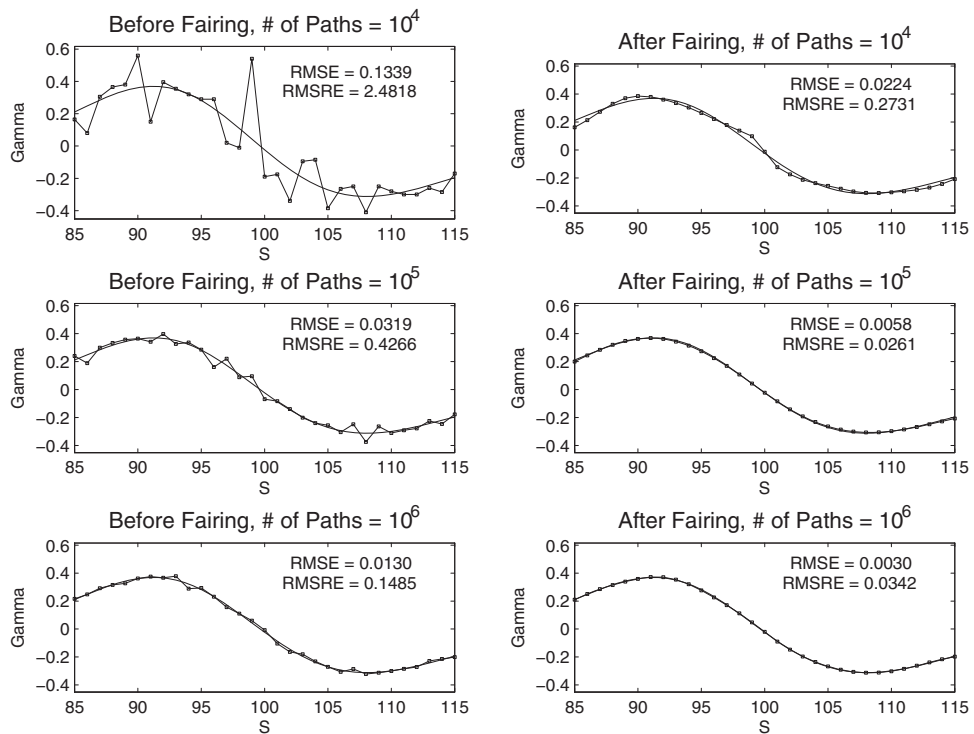 Before Fairing, # of Paths = 10^4
0.6
0.4
0.2
0
−0.2
−0.4
Gamma
RMSE = 0.1339
RMSRE = 2.4818
85 90 95 100 105 110 115
S
After Fairing, # of Paths = 10^4
0.6
0.4
0.2
0
−0.2
−0.4
Gamma
RMSE = 0.0224
RMSRE = 0.2731
85 90 95 100 105 110 115
S
Before Fairing, # of Paths = 10^5
0.6
0.4
0.2
0
−0.2
−0.4
Gamma
RMSE = 0.0319
RMSRE = 0.4266
85 90 95 100 105 110 115
S
After Fairing, # of Paths = 10^5
0.6
0.4
0.2
0
−0.2
−0.4
Gamma
RMSE = 0.0058
RMSRE = 0.0261
85 90 95 100 105 110 115
S
Before Fairing, # of Paths = 10^6
0.6
0.4
0.2
0
−0.2
−0.4
Gamma
RMSE = 0.0130
RMSRE = 0.1485
85 90 95 100 105 110 115
S
After Fairing, # of Paths = 10^6
0.6
0.4
0.2
0
−0.2
−0.4
Gamma
RMSE = 0.0030
RMSRE = 0.0342
85 90 95 100 105 110 115
S